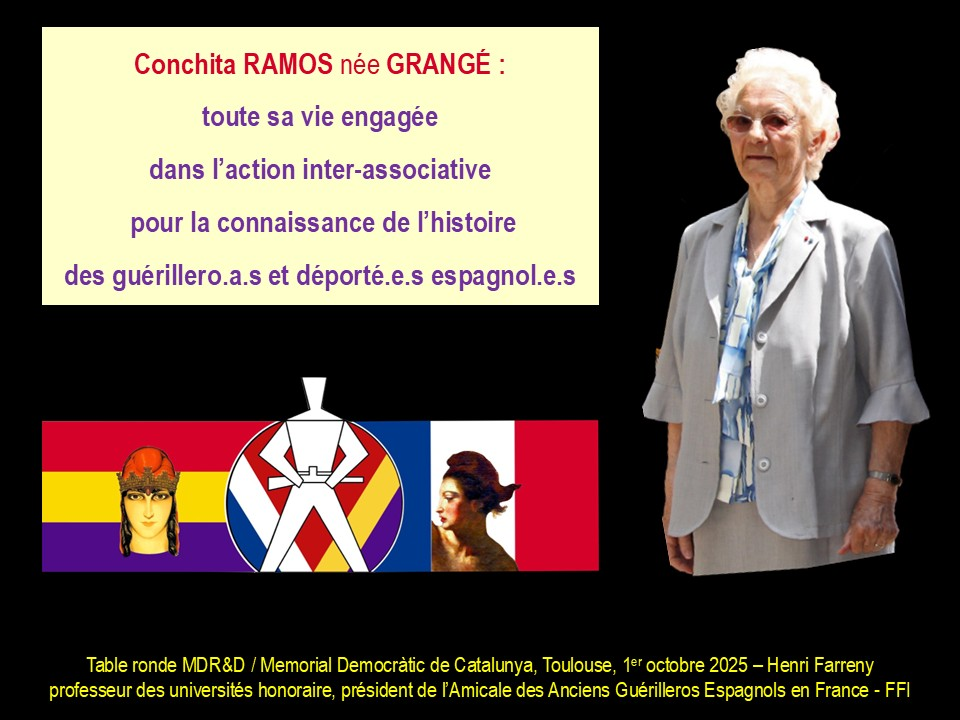 Conchita RAMOS née GRANGÉ :
toute sa vie engagée
dans l’action inter-associative
pour la connaissance de l’histoire
des guérillero.a.s et déporté.e.s espagnol.e.s
Table ronde MDR&D / Memorial Democràtic de Catalunya, Toulouse, 1er octobre 2025 – Henri Farreny
professeur des universités honoraire, président de l’Amicale des Anciens Guérilleros Espagnols en France - FFI